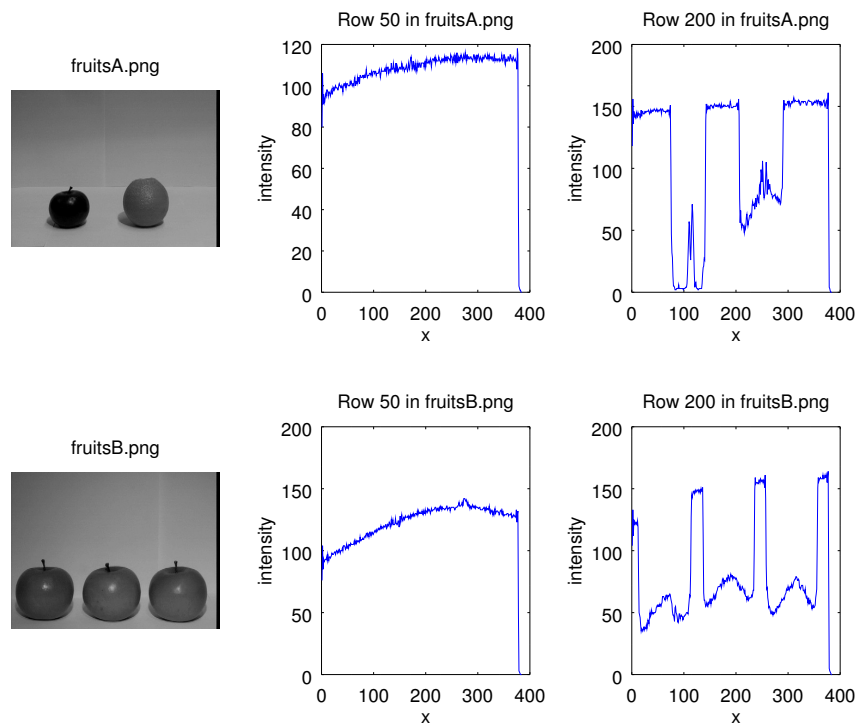 fruitsA.png
Row 50 in fruitsA.png
120
100
80
60
40
20
0
intensity
0 100 200 300 400
x
Row 200 in fruitsA.png
200
150
100
50
0
intensity
0 100 200 300 400
x
fruitsB.png
Row 50 in fruitsB.png
200
150
100
50
0
intensity
0 100 200 300 400
x
Row 200 in fruitsB.png
200
150
100
50
0
intensity
0 100 200 300 400
x